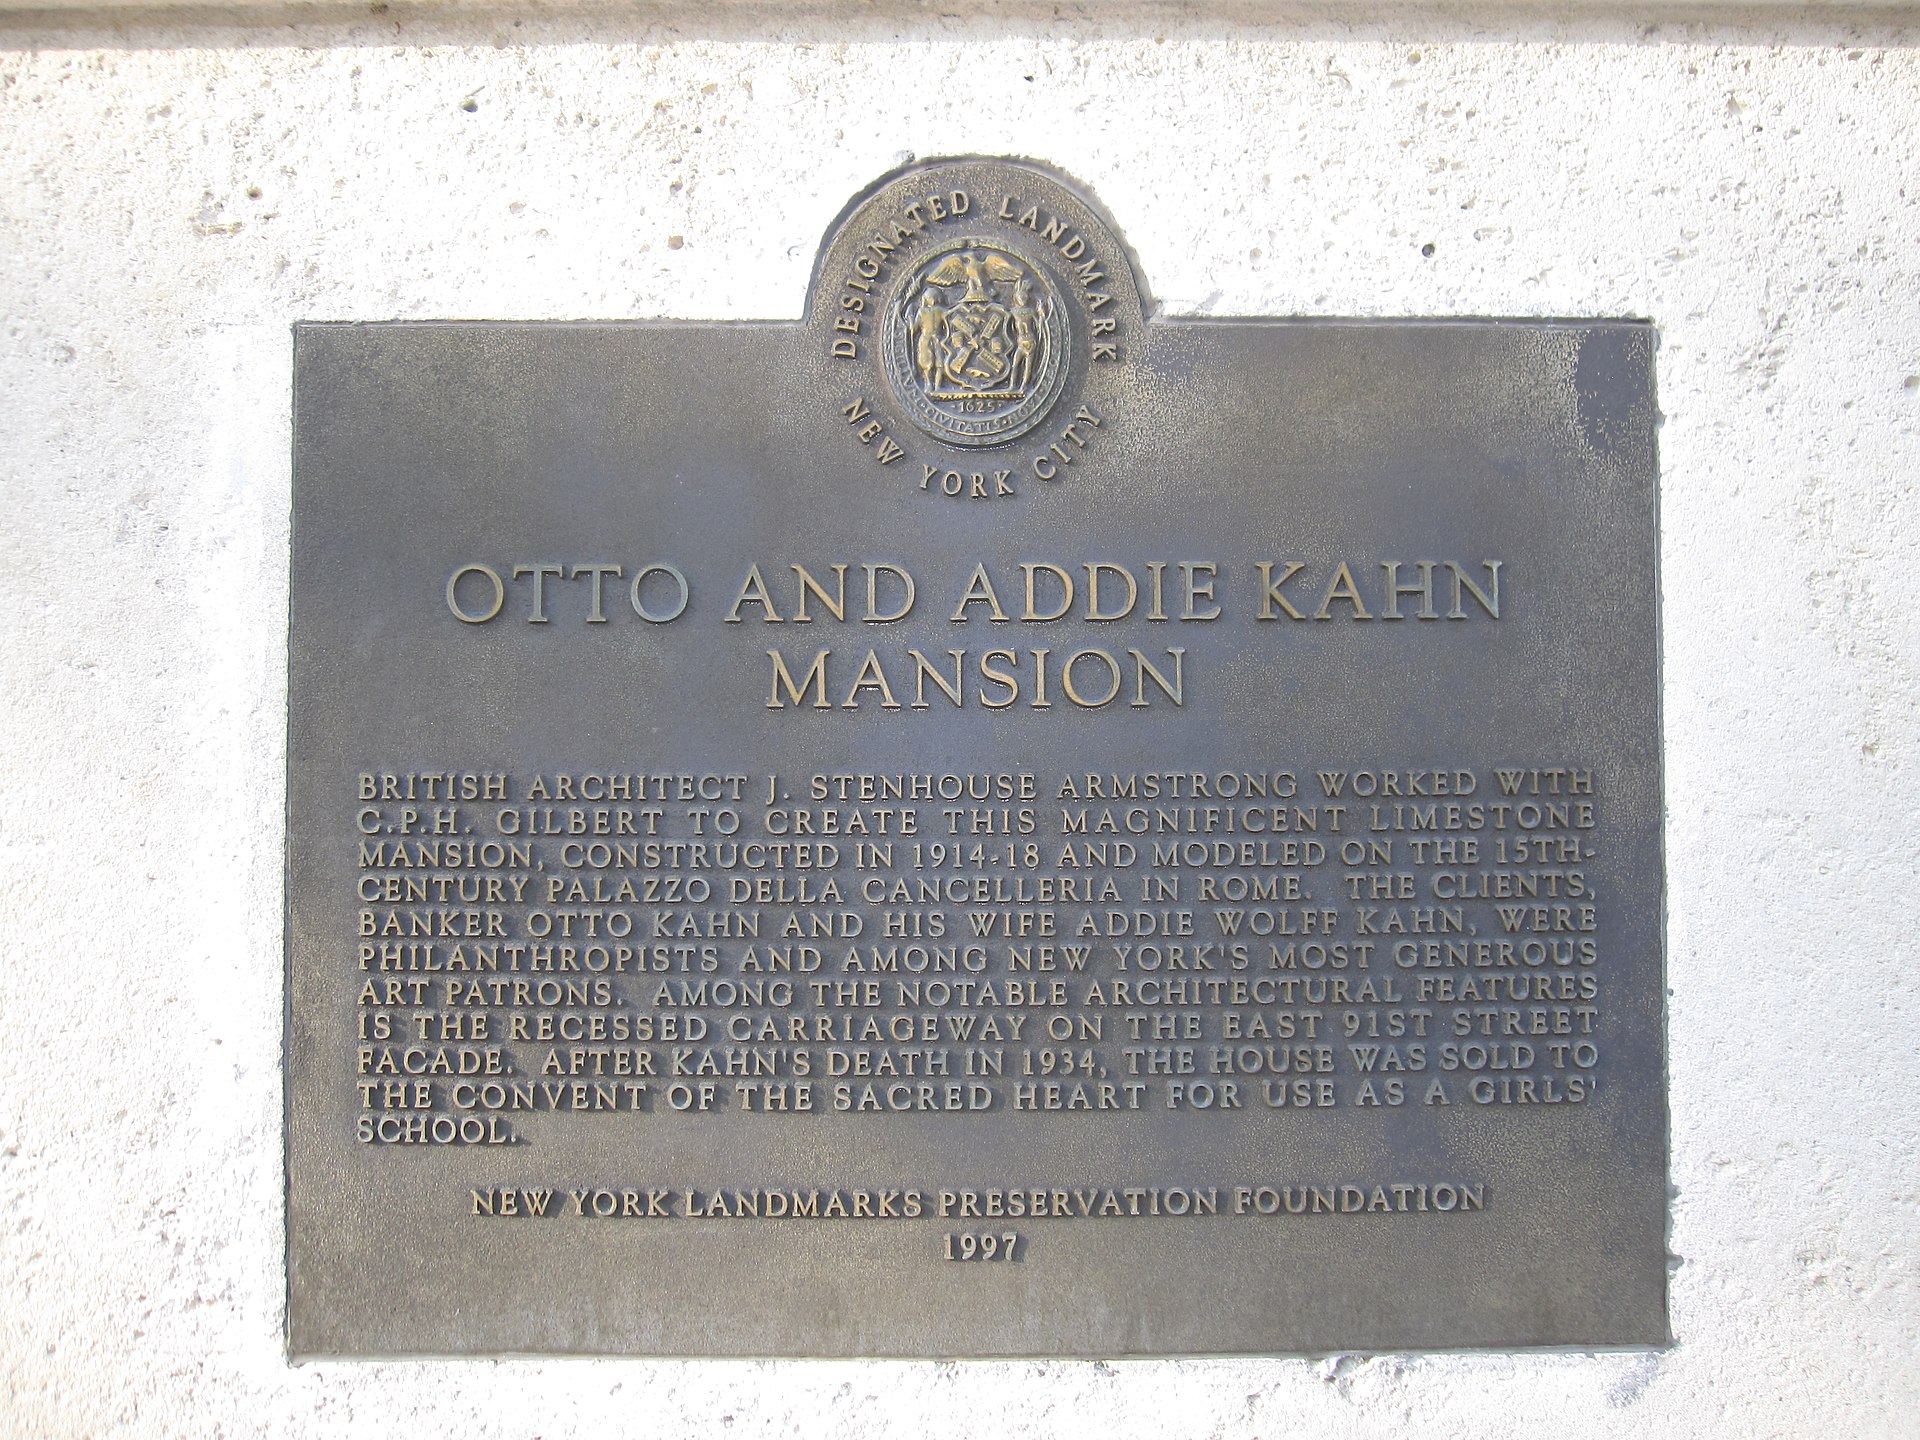 DESIGNATED LANDMARK
NEW YORK CITY
1625
OTTO AND ADDIE KAHN
MANSION
BRITISH ARCHITECT J. STENHOUSE ARMSTRONG WORKED WITH
C.P.H. GILBERT TO CREATE THIS MAGNIFICENT LIMESTONE
MANSION, CONSTRUCTED IN 1914-18 AND MODELED ON THE 15TH-
CENTURY PALAZZO DELLA CANCELLERIA IN ROME. THE CLIENTS,
BANKER OTTO KAHN AND HIS WIFE ADDIE WOLFF KAHN, WERE
PHILANTHROPISTS AND AMONG NEW YORK'S MOST GENEROUS
ART PATRONS. AMONG THE NOTABLE ARCHITECTURAL FEATURES
IS THE RECESSED CARRIAGEWAY ON THE EAST 91ST STREET
FACADE. AFTER KAHN'S DEATH IN 1934, THE HOUSE WAS SOLD TO
THE CONVENT OF THE SACRED HEART FOR USE AS A GIRLS'
SCHOOL.
NEW YORK LANDMARKS PRESERVATION FOUNDATION
1997